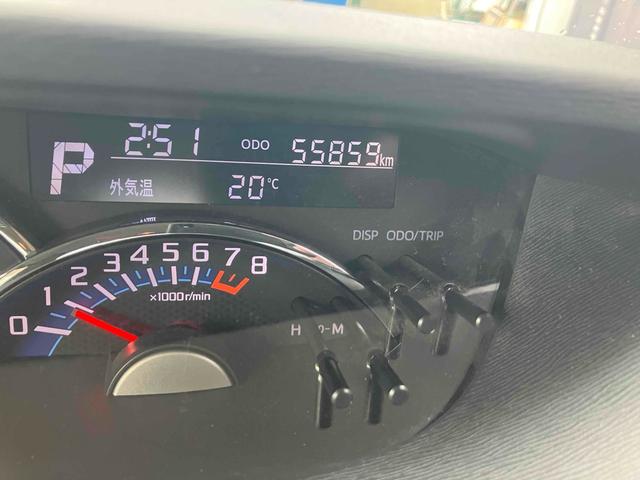 P 2:51 ODO 55859km
外気温 20℃
DISP ODO/TRIP
0 1 2 3 4 5 6 7 8
×1000r/min
H
-M